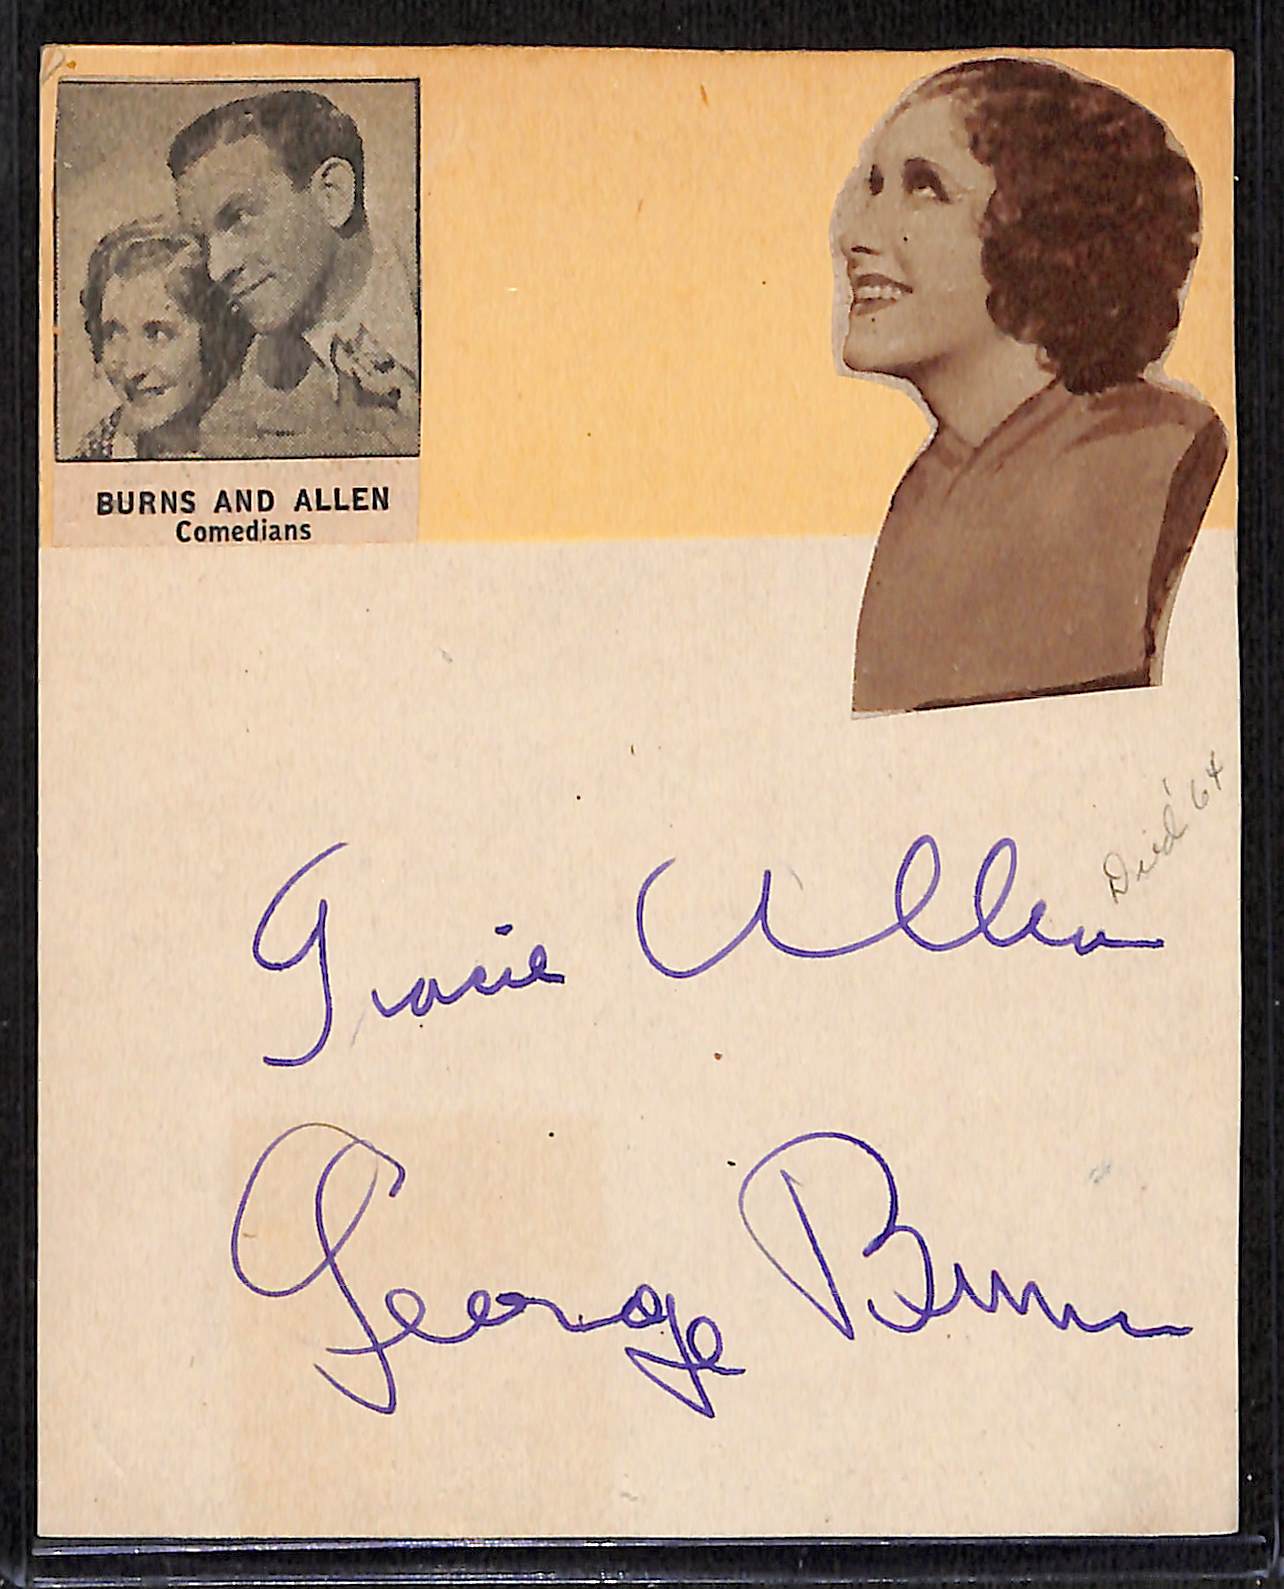 BURNS AND ALLEN
Comedians
Died '64
Gracie Allen
George Burns